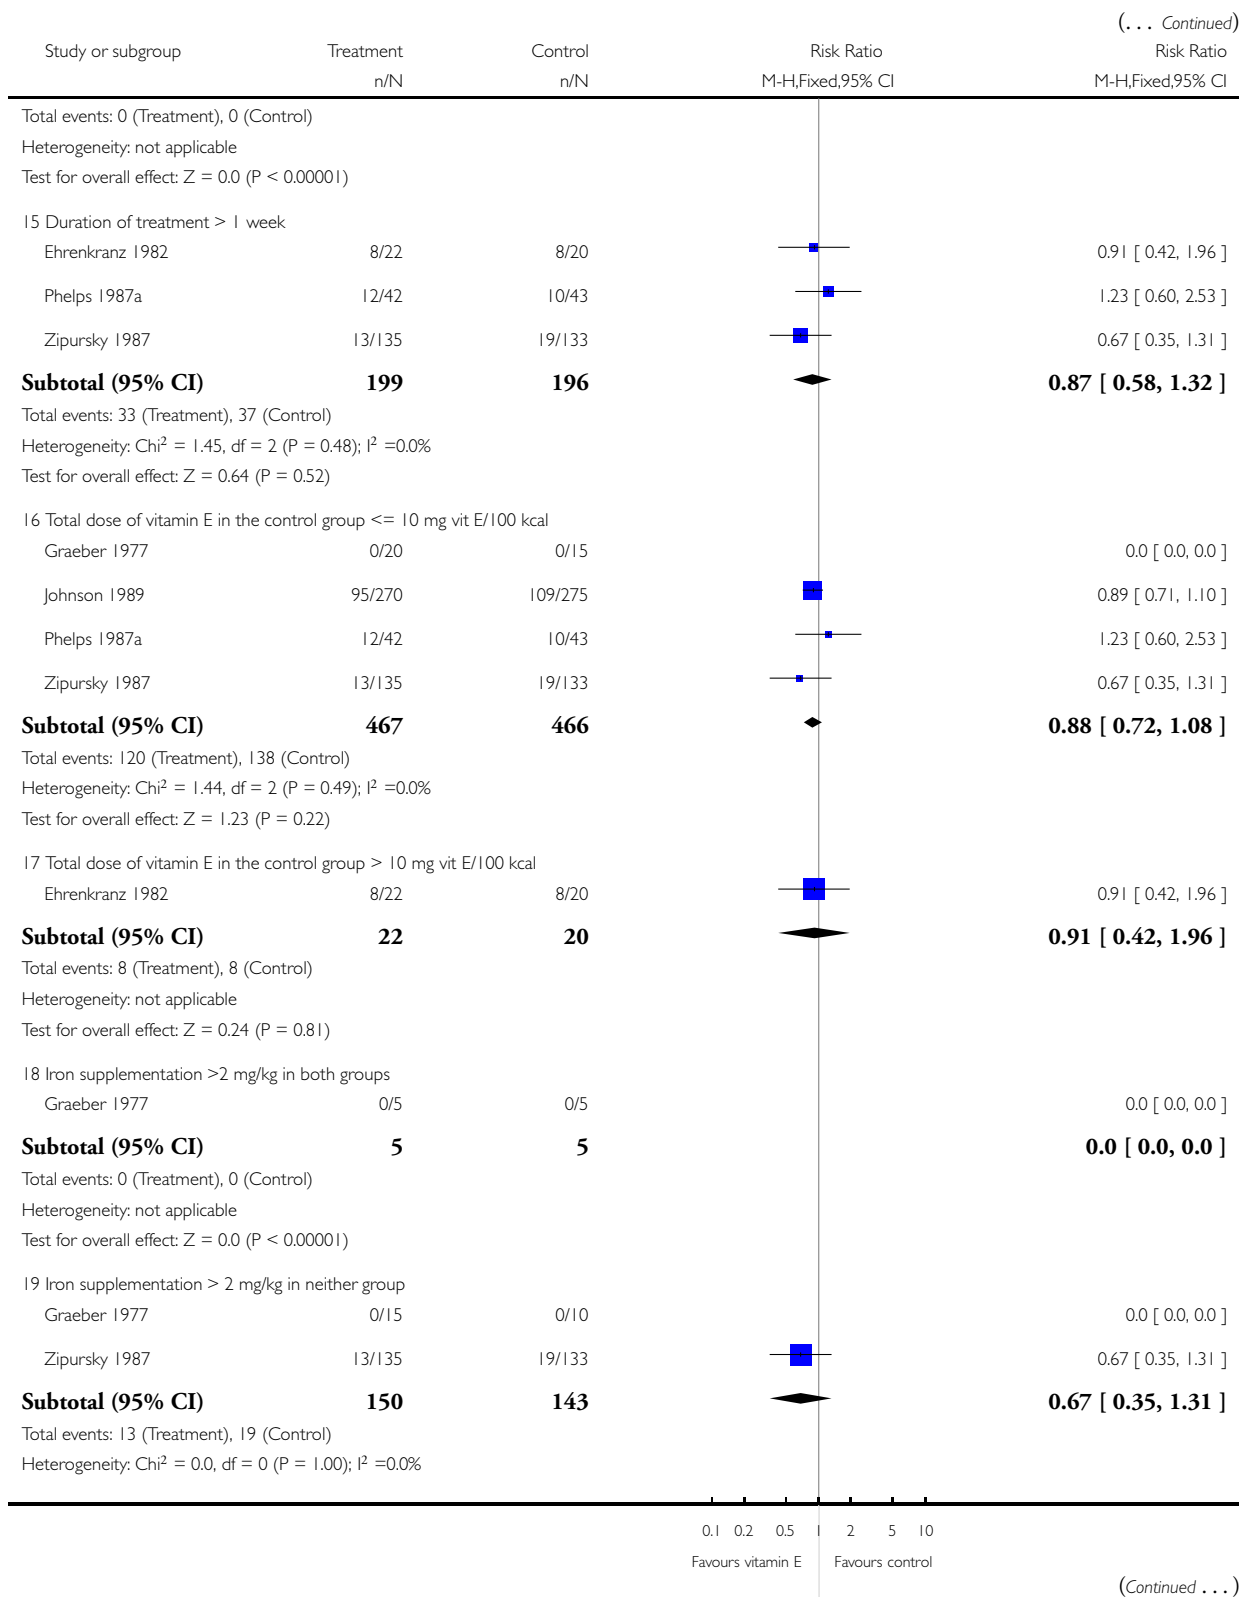 (... Continued)
Study or subgroup Treatment Control Risk Ratio Risk Ratio
n/N n/N M-H,Fixed,95% CI M-H,Fixed,95% CI
Total events: 0 (Treatment), 0 (Control)
Heterogeneity: not applicable
Test for overall effect: Z = 0.0 (P < 0.00001)
15 Duration of treatment > 1 week
Ehrenkranz 1982 8/22 8/20 0.91 [ 0.42, 1.96 ]
Phelps 1987a 12/42 10/43 1.23 [ 0.60, 2.53 ]
Zipursky 1987 13/135 19/133 0.67 [ 0.35, 1.31 ]
Subtotal (95% CI) 199 196 0.87 [ 0.58, 1.32 ]
Total events: 33 (Treatment), 37 (Control)
Heterogeneity: Chi² = 1.45, df = 2 (P = 0.48); I² =0.0%
Test for overall effect: Z = 0.64 (P = 0.52)
16 Total dose of vitamin E in the control group <= 10 mg vit E/100 kcal
Graeber 1977 0/20 0/15 0.0 [ 0.0, 0.0 ]
Johnson 1989 95/270 109/275 0.89 [ 0.71, 1.10 ]
Phelps 1987a 12/42 10/43 1.23 [ 0.60, 2.53 ]
Zipursky 1987 13/135 19/133 0.67 [ 0.35, 1.31 ]
Subtotal (95% CI) 467 466 0.88 [ 0.72, 1.08 ]
Total events: 120 (Treatment), 138 (Control)
Heterogeneity: Chi² = 1.44, df = 2 (P = 0.49); I² =0.0%
Test for overall effect: Z = 1.23 (P = 0.22)
17 Total dose of vitamin E in the control group > 10 mg vit E/100 kcal
Ehrenkranz 1982 8/22 8/20 0.91 [ 0.42, 1.96 ]
Subtotal (95% CI) 22 20 0.91 [ 0.42, 1.96 ]
Total events: 8 (Treatment), 8 (Control)
Heterogeneity: not applicable
Test for overall effect: Z = 0.24 (P = 0.81)
18 Iron supplementation >2 mg/kg in both groups
Graeber 1977 0/5 0/5 0.0 [ 0.0, 0.0 ]
Subtotal (95% CI) 5 5 0.0 [ 0.0, 0.0 ]
Total events: 0 (Treatment), 0 (Control)
Heterogeneity: not applicable
Test for overall effect: Z = 0.0 (P < 0.00001)
19 Iron supplementation > 2 mg/kg in neither group
Graeber 1977 0/15 0/10 0.0 [ 0.0, 0.0 ]
Zipursky 1987 13/135 19/133 0.67 [ 0.35, 1.31 ]
Subtotal (95% CI) 150 143 0.67 [ 0.35, 1.31 ]
Total events: 13 (Treatment), 19 (Control)
Heterogeneity: Chi² = 0.0, df = 0 (P = 1.00); I² =0.0%
0.1 0.2 0.5 1 2 5 10
Favours vitamin E Favours control
(Continued ...)